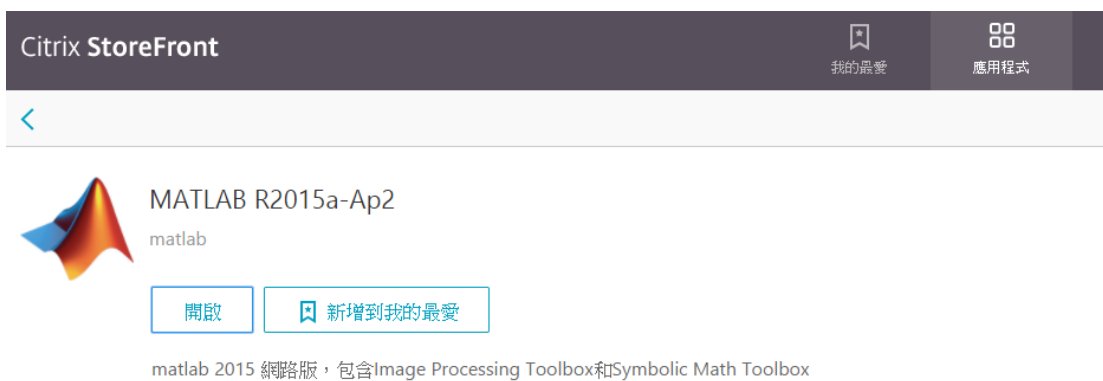 Citrix StoreFront
我的最愛
應用程式
MATLAB R2015a-Ap2
matlab
開啟
新增到我的最愛
matlab 2015 網路版，包含Image Processing Toolbox和Symbolic Math Toolbox